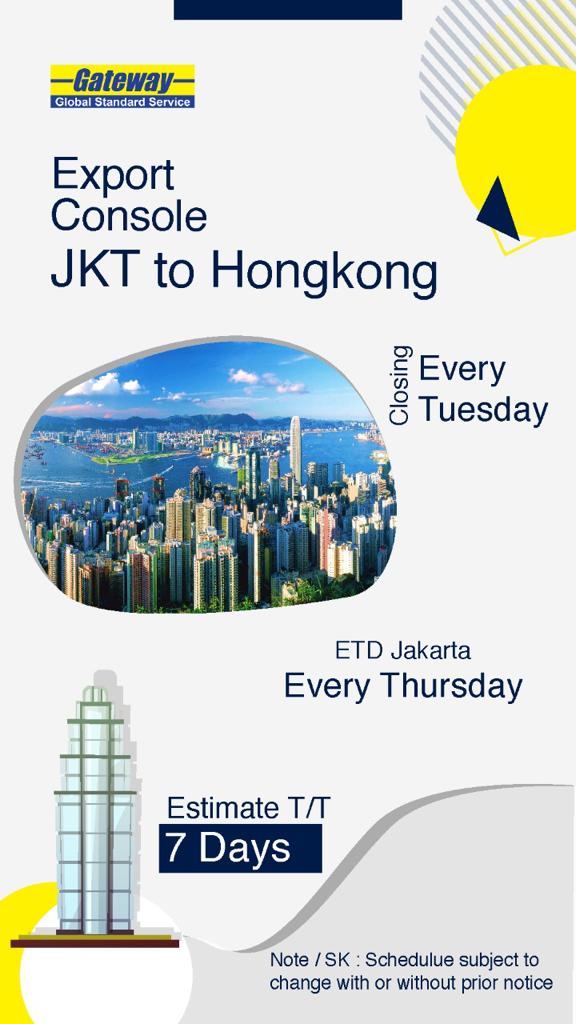 Gateway
Global Standard Service
Export
Console
JKT to Hongkong
Closing
Every
Tuesday
ETD Jakarta
Every Thursday
Estimate T/T
7 Days
Note / SK : Schedulue subject to
change with or without prior notice